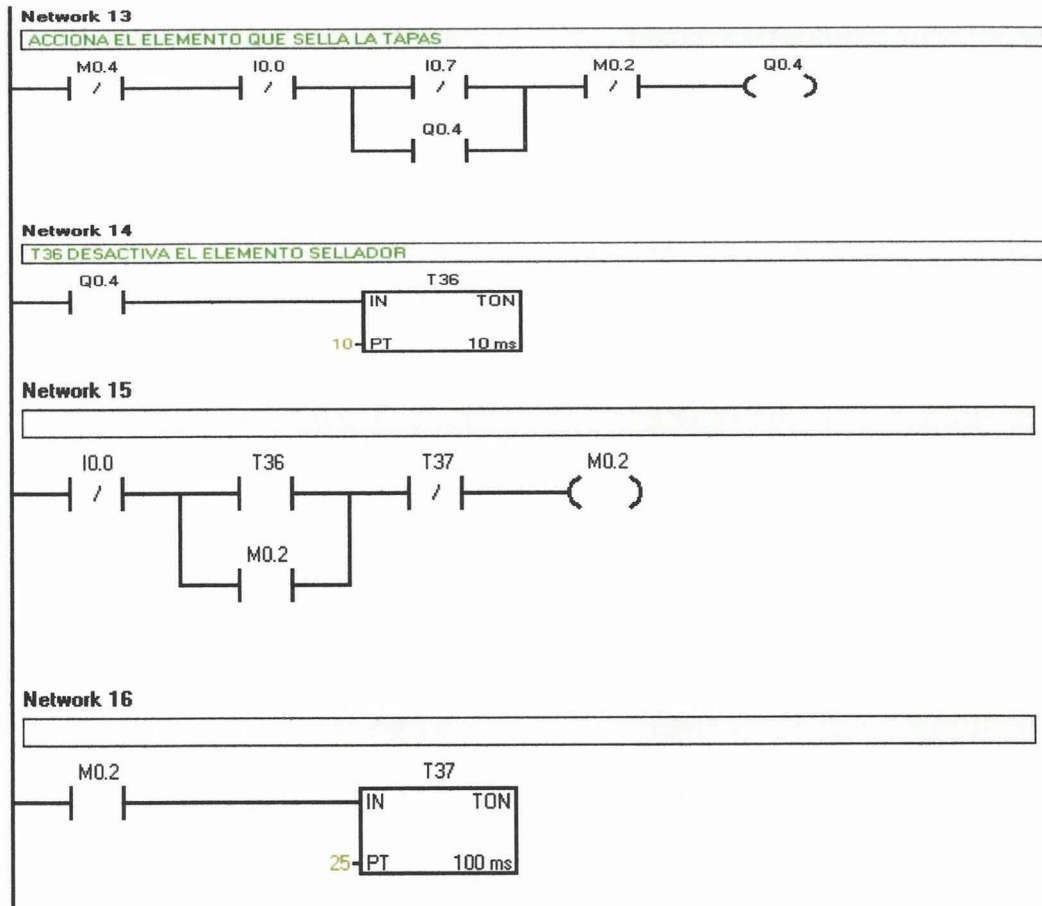 Network 13
ACCIONA EL ELEMENTO QUE SELLA LA TAPAS
M0.4 I0.0 I0.7 M0.2 Q0.4
/ / / /
Q0.4
Network 14
T36 DESACTIVA EL ELEMENTO SELLADOR
Q0.4 T36
IN TON
10 PT 10 ms
Network 15
I0.0 T36 T37 M0.2
/ /
M0.2
Network 16
M0.2 T37
IN TON
25 PT 100 ms